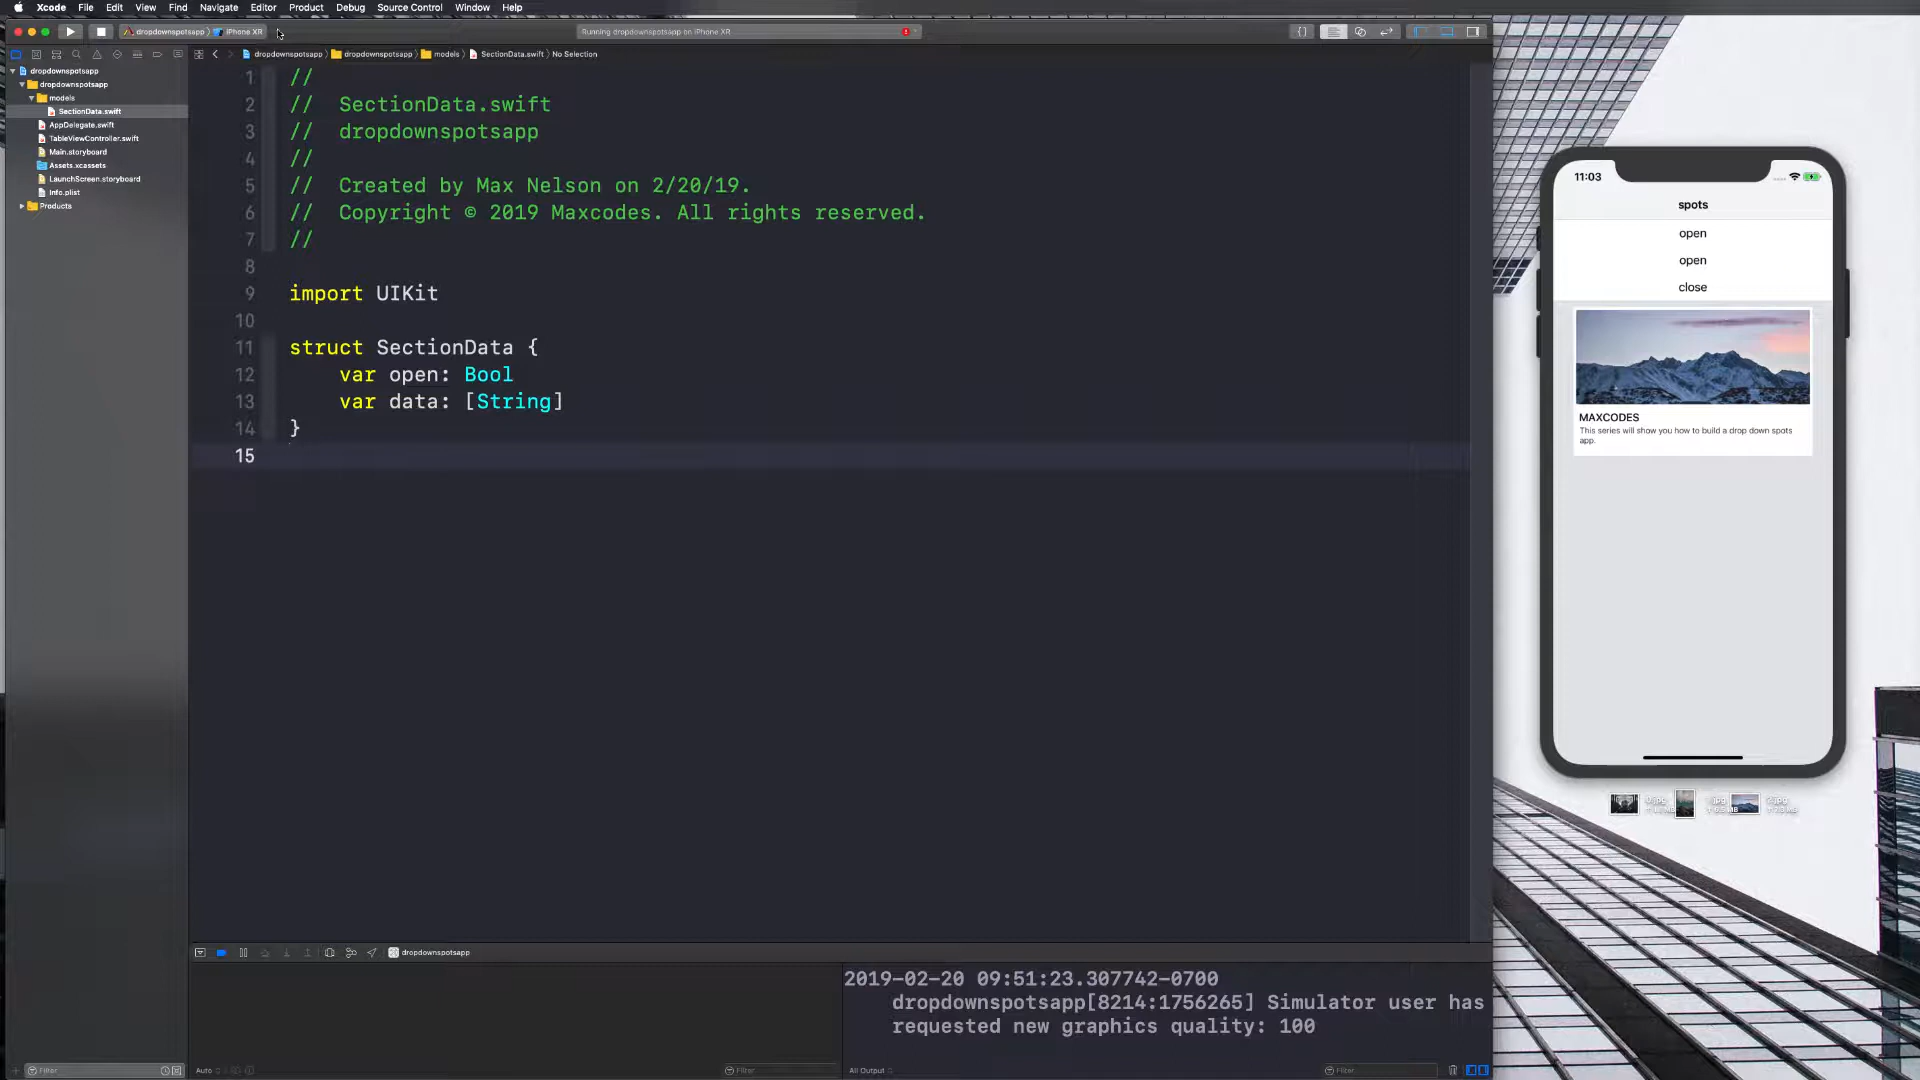 Xcode File Edit View Find Navigate Editor Product Debug Source Control Window Help
dropdownspotsapp iPhone XR
Running dropdownspotsapp on iPhone XR
dropdownspotsapp dropdownspotsapp models SectionData.swift No Selection
dropdownspotsapp
dropdownspotsapp
models
SectionData.swift
AppDelegate.swift
TableViewController.swift
Main.storyboard
Assets.xcassets
LaunchScreen.storyboard
Info.plist
Products
1 //
2 // SectionData.swift
3 // dropdownspotsapp
4 //
5 // Created by Max Nelson on 2/20/19.
6 // Copyright © 2019 Maxcodes. All rights reserved.
7 //
8
9 import UIKit
10
11 struct SectionData {
12 var open: Bool
13 var data: [String]
14 }
15
11:03
spots
open
open
close
MAXCODES
This series will show you how to build a drop down spots
app.
dropdownspotsapp
2019-02-20 09:51:23.307742-0700
dropdownspotsapp[8214:1756265] Simulator user has
requested new graphics quality: 100
Filter
Auto
Filter
All Output
Filter